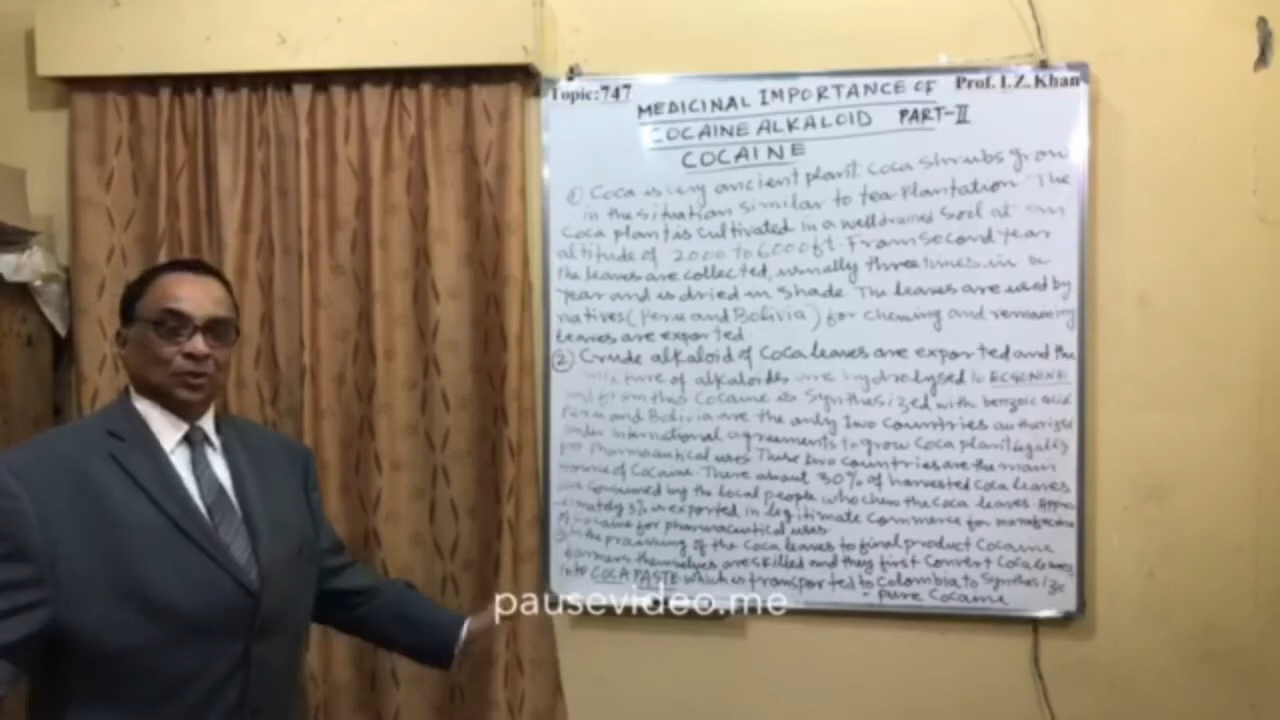 Topic:747
Prof. I.Z.Khan
MEDICINAL IMPORTANCE OF
COCAINE ALKALOID PART-II
COCAINE
① Coca is very ancient plant. Coca shrubs grow
in the situation similar to tea Plantation. The
Coca plant is cultivated in a well drained Soil at an
altitude of 2000 to 6000ft. From Second Year
the leaves are collected, usually three times in a
Year and is dried in Shade. The leaves are used by
natives (Peru and Bolivia) for Chewing and remaining
leaves are exported.
② Crude alkaloid of Coca leaves are exported and the
mixture of alkaloides are hydrolysed to ECGONINE
and from this Cocaine is Synthesized with benzoic acid
Peru and Bolivia are the only Two Countries authorized
under international agreements to grow Coca plant legally
for Pharmaceutical uses. These two Countries are the main
source of Cocaine. There about 30% of harvested Coca leaves
are Consumed by the local people who chew the Coca leaves.
5% is exported in legitimate Commerce for
of Cocaine for pharmaceutical uses
In the processing of the Coca leaves to final product Cocaine
farmers themselves are skilled and they first Convert Coca leaves
into COCA PASTE which is transported to Colombia to Synthesize
pure Cocaine
pausevideo.me